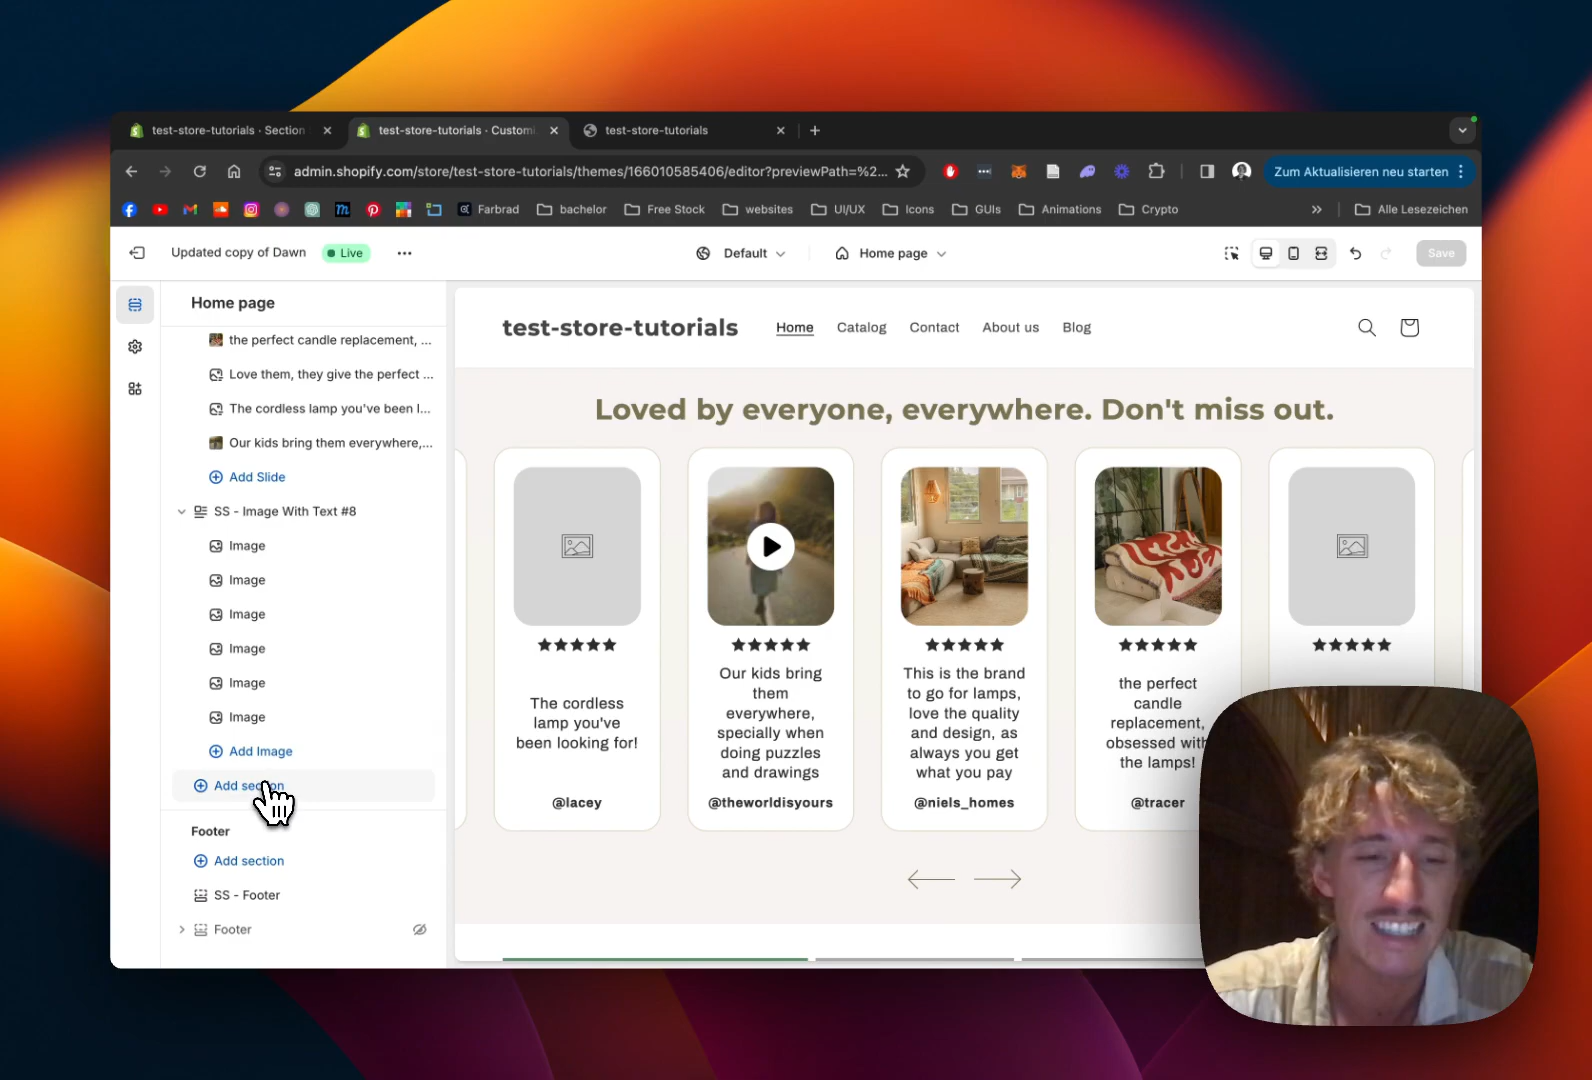 test-store-tutorials · Section
test-store-tutorials · Customi
test-store-tutorials
admin.shopify.com/store/test-store-tutorials/themes/166010585406/editor?previewPath=%2...
Zum Aktualisieren neu starten
Farbrad
bachelor
Free Stock
websites
UI/UX
Icons
GUIs
Animations
Crypto
»
Alle Lesezeichen
Updated copy of Dawn
Live
Default
Home page
Save
Home page
the perfect candle replacement, ...
Love them, they give the perfect ...
The cordless lamp you've been l...
Our kids bring them everywhere,...
Add Slide
SS - Image With Text #8
Image
Image
Image
Image
Image
Image
Add Image
Footer
Add section
SS - Footer
Footer
test-store-tutorials
Home
Catalog
Contact
About us
Blog
Loved by everyone, everywhere. Don't miss out.
The cordless
lamp you've
been looking for!
@lacey
Our kids bring
them
everywhere,
specially when
doing puzzles
and drawings
@theworldisyours
This is the brand
to go for lamps,
love the quality
and design, as
always you get
what you pay
@niels_homes
the perfect
candle
replacement,
obsessed with
the lamps!
@tracer